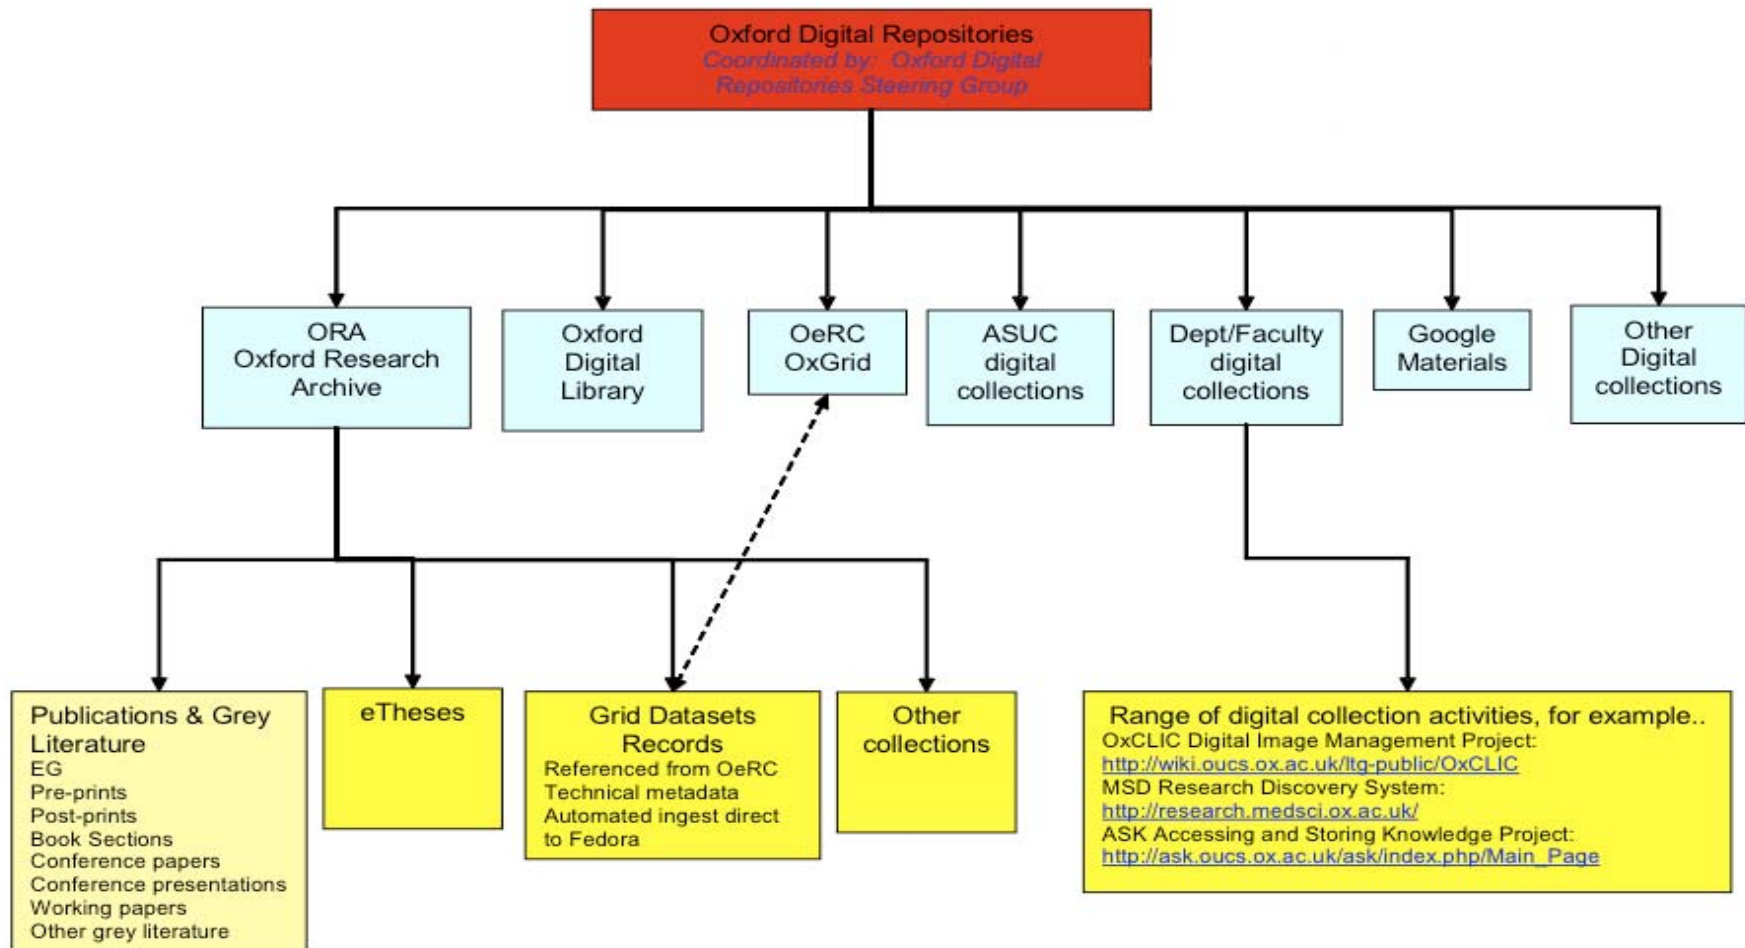 Oxford Digital Repositories
Coordinated by: Oxford Digital
Repositories Steering Group
ORA
Oxford Research
Archive
Oxford
Digital
Library
OeRC
OxGrid
ASUC
digital
collections
Dept/Faculty
digital
collections
Google
Materials
Other
Digital
collections
Publications & Grey
Literature
EG
Pre-prints
Post-prints
Book Sections
Conference papers
Conference presentations
Working papers
Other grey literature
eTheses
Grid Datasets
Records
Referenced from OeRC
Technical metadata
Automated ingest direct
to Fedora
Other
collections
Range of digital collection activities, for example..
OxCLIC Digital Image Management Project:
http://wiki.oucs.ox.ac.uk/ltg-public/OxCLIC
MSD Research Discovery System:
http://research.medsci.ox.ac.uk/
ASK Accessing and Storing Knowledge Project:
http://ask.oucs.ox.ac.uk/ask/index.php/Main_Page